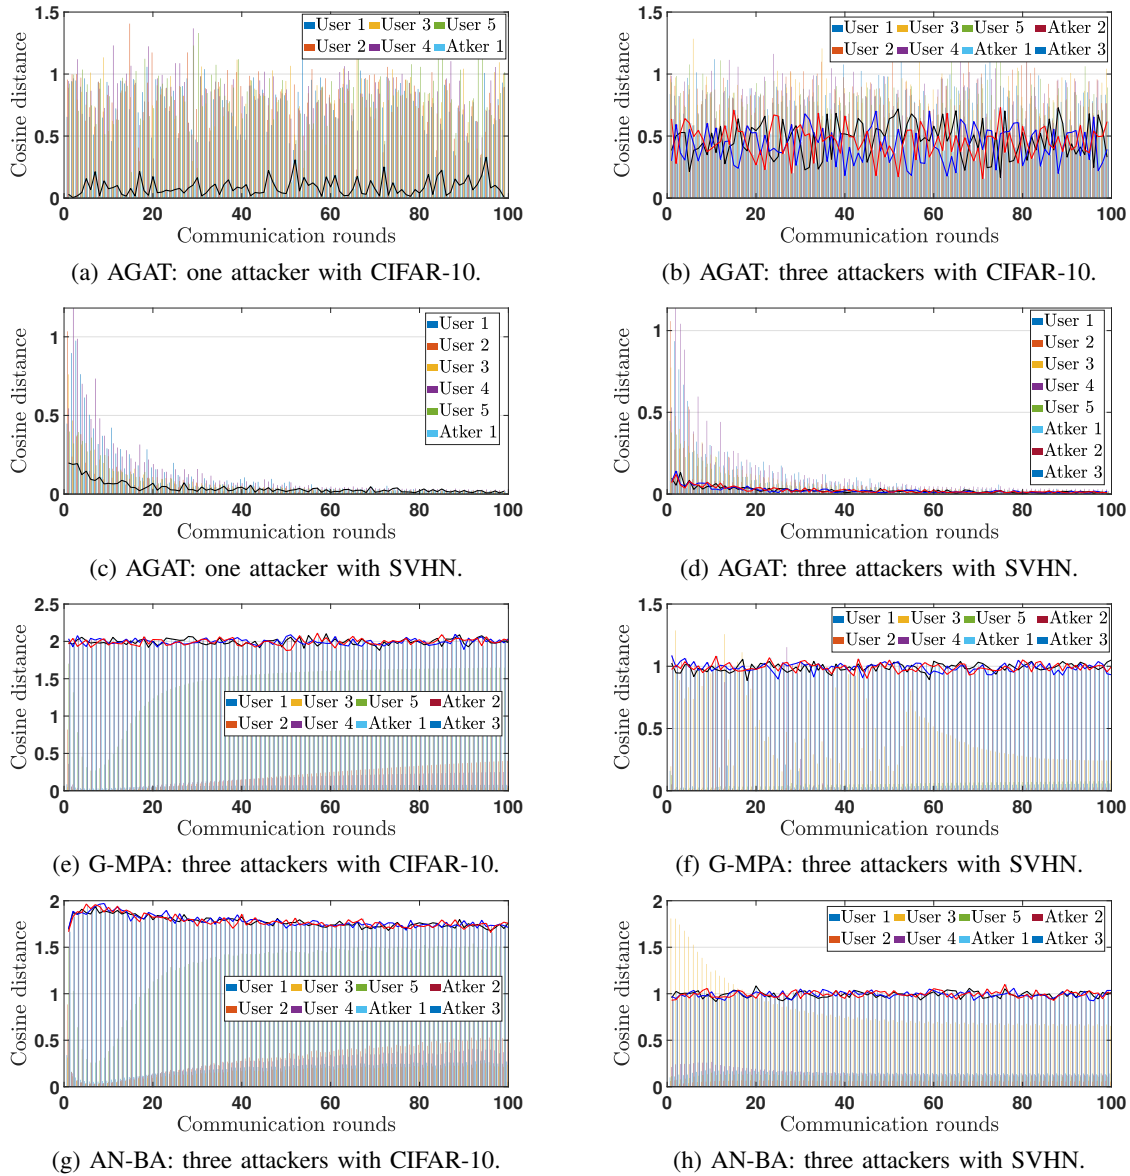 1.5
1
0.5
0
Cosine distance
User 1 User 3 User 5
User 2 User 4 Atker 1
0 20 40 60 80 100
Communication rounds
(a) AGAT: one attacker with CIFAR-10.
1.5
1
0.5
0
Cosine distance
User 1 User 3 User 5 Atker 2
User 2 User 4 Atker 1 Atker 3
0 20 40 60 80 100
Communication rounds
(b) AGAT: three attackers with CIFAR-10.
1
0.5
0
Cosine distance
User 1
User 2
User 3
User 4
User 5
Atker 1
0 20 40 60 80 100
Communication rounds
(c) AGAT: one attacker with SVHN.
1
0.5
0
Cosine distance
User 1
User 2
User 3
User 4
User 5
Atker 1
Atker 2
Atker 3
0 20 40 60 80 100
Communication rounds
(d) AGAT: three attackers with SVHN.
2.5
2
1.5
1
0.5
0
Cosine distance
User 1 User 3 User 5 Atker 2
User 2 User 4 Atker 1 Atker 3
0 20 40 60 80 100
Communication rounds
(e) G-MPA: three attackers with CIFAR-10.
1.5
1
0.5
0
Cosine distance
User 1 User 3 User 5 Atker 2
User 2 User 4 Atker 1 Atker 3
0 20 40 60 80 100
Communication rounds
(f) G-MPA: three attackers with SVHN.
2
1.5
1
0.5
0
Cosine distance
User 1 User 3 User 5 Atker 2
User 2 User 4 Atker 1 Atker 3
0 20 40 60 80 100
Communication rounds
(g) AN-BA: three attackers with CIFAR-10.
2
1.5
1
0.5
0
Cosine distance
User 1 User 3 User 5 Atker 2
User 2 User 4 Atker 1 Atker 3
0 20 40 60 80 100
Communication rounds
(h) AN-BA: three attackers with SVHN.